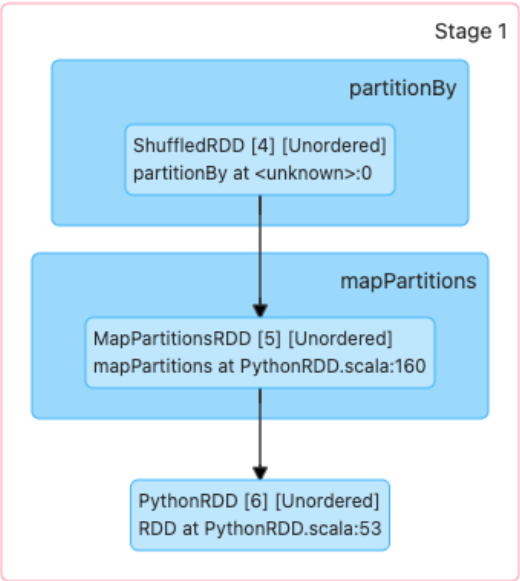 Stage 1
partitionBy
ShuffledRDD [4] [Unordered]
partitionBy at <unknown>:0
mapPartitions
MapPartitionsRDD [5] [Unordered]
mapPartitions at PythonRDD.scala:160
PythonRDD [6] [Unordered]
RDD at PythonRDD.scala:53